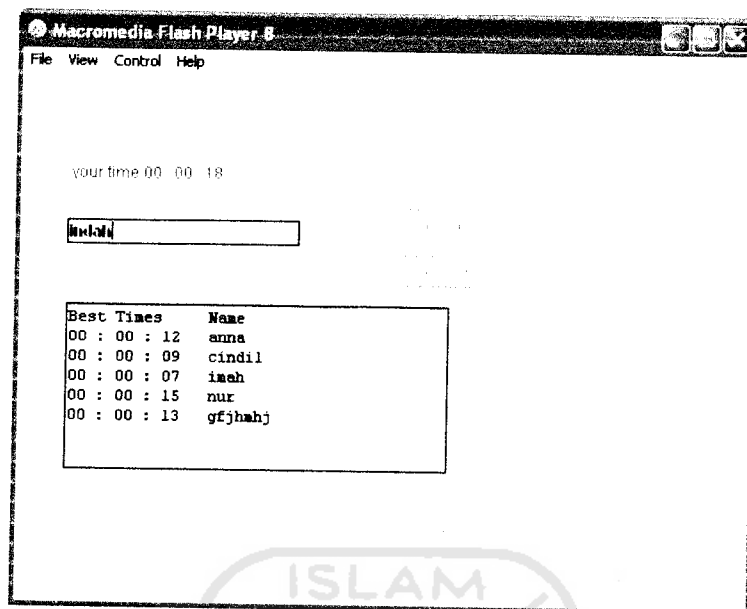 Macromedia Flash Player 8
File View Control Help
your time 00 00 18
indah
Best Times Name
00 : 00 : 12 anna
00 : 00 : 09 cindil
00 : 00 : 07 imah
00 : 00 : 15 nur
00 : 00 : 13 gfjhmhj
ISLAM